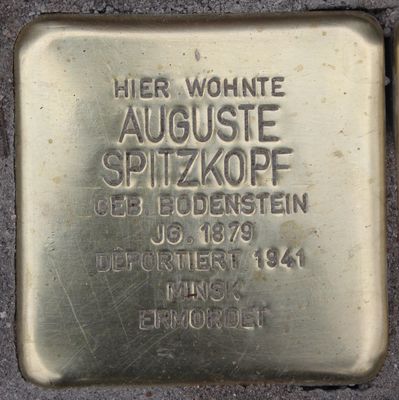 HIER WOHNTE
AUGUSTE
SPITZKOPF
GEB. BODENSTEIN
JG. 1879
DEPORTIERT 1941
MINSK
ERMORDET